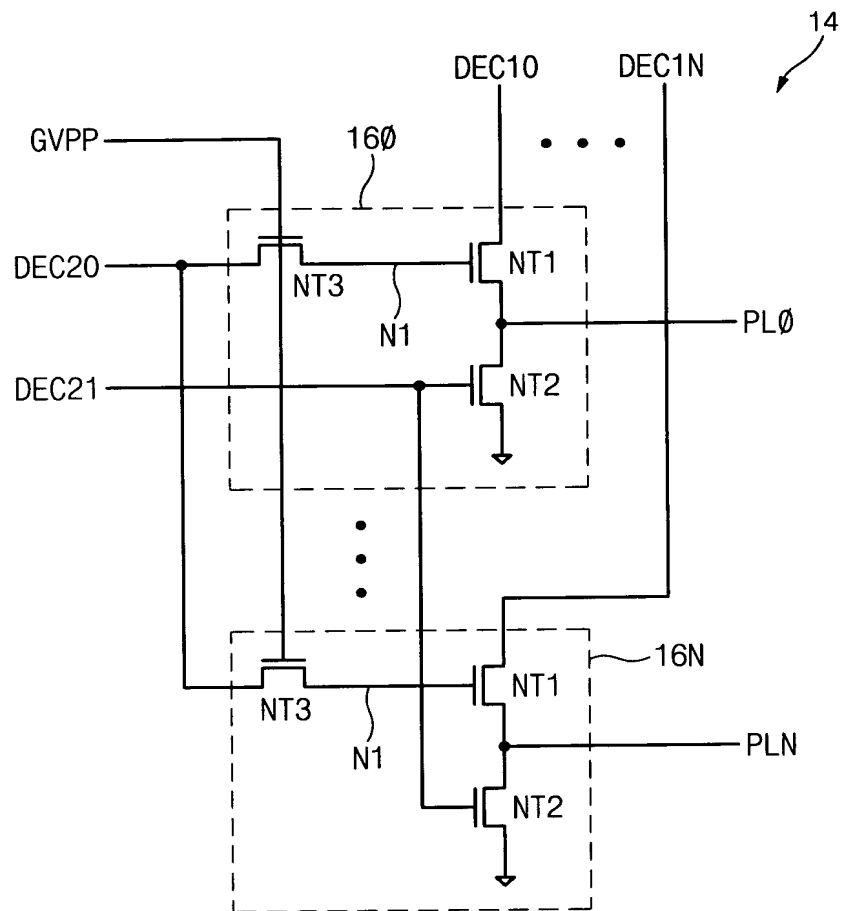 14
DEC10
DEC1N
GVPP
16Ø
DEC20
NT3
NT1
N1
PLØ
DEC21
NT2
16N
NT3
NT1
N1
PLN
NT2